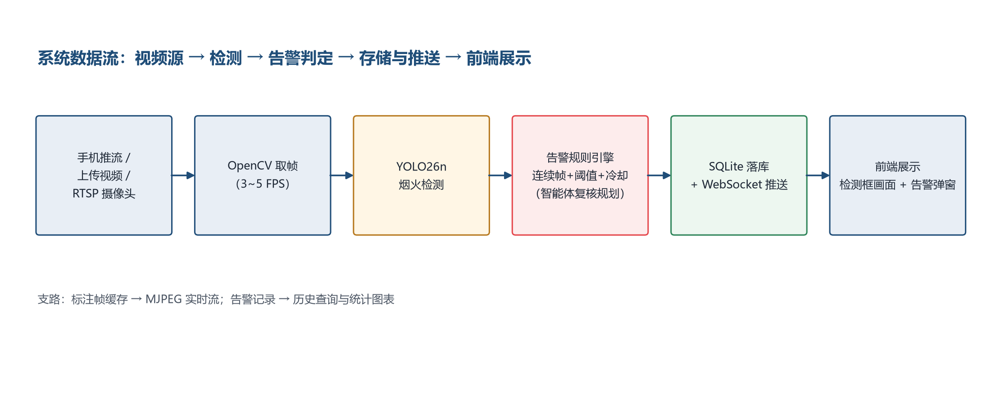 系统数据流：视频源 → 检测 → 告警判定 → 存储与推送 → 前端展示
手机推流 /
上传视频 /
RTSP 摄像头
OpenCV 取帧
（3~5 FPS）
YOLO26n
烟火检测
告警规则引擎
连续帧+阈值+冷却
（智能体复核规划）
SQLite 落库
+ WebSocket 推送
前端展示
检测框画面 + 告警弹窗
支路：标注帧缓存 → MJPEG 实时流；告警记录 → 历史查询与统计图表